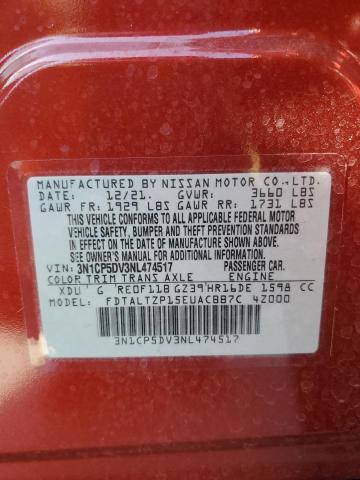 MANUFACTURED BY NISSAN MOTOR CO.,LTD.
DATE: 12/21. GVWR: 3660 LBS
GAWR FR: 1929 LBS GAWR RR: 1731 LBS
THIS VEHICLE CONFORMS TO ALL APPLICABLE FEDERAL MOTOR
VEHICLE SAFETY, BUMPER, AND THEFT PREVENTION STANDARDS
IN EFFECT ON THE DATE OF MANUFACTURE SHOWN ABOVE.
SEE OWNER'S MANUAL ADDITIONAL INFORMATION
VIN: 3N1CP5DV3NL474517 PASSENGER CAR.
COLOR TRIM TRANS AXLE ENGINE
XDU G RE0F11B GZ39 HR16DE 1598 CC
MODEL: FDTALTZP15EUACBB7C 4Z000
3N1CP5DV3NL474517